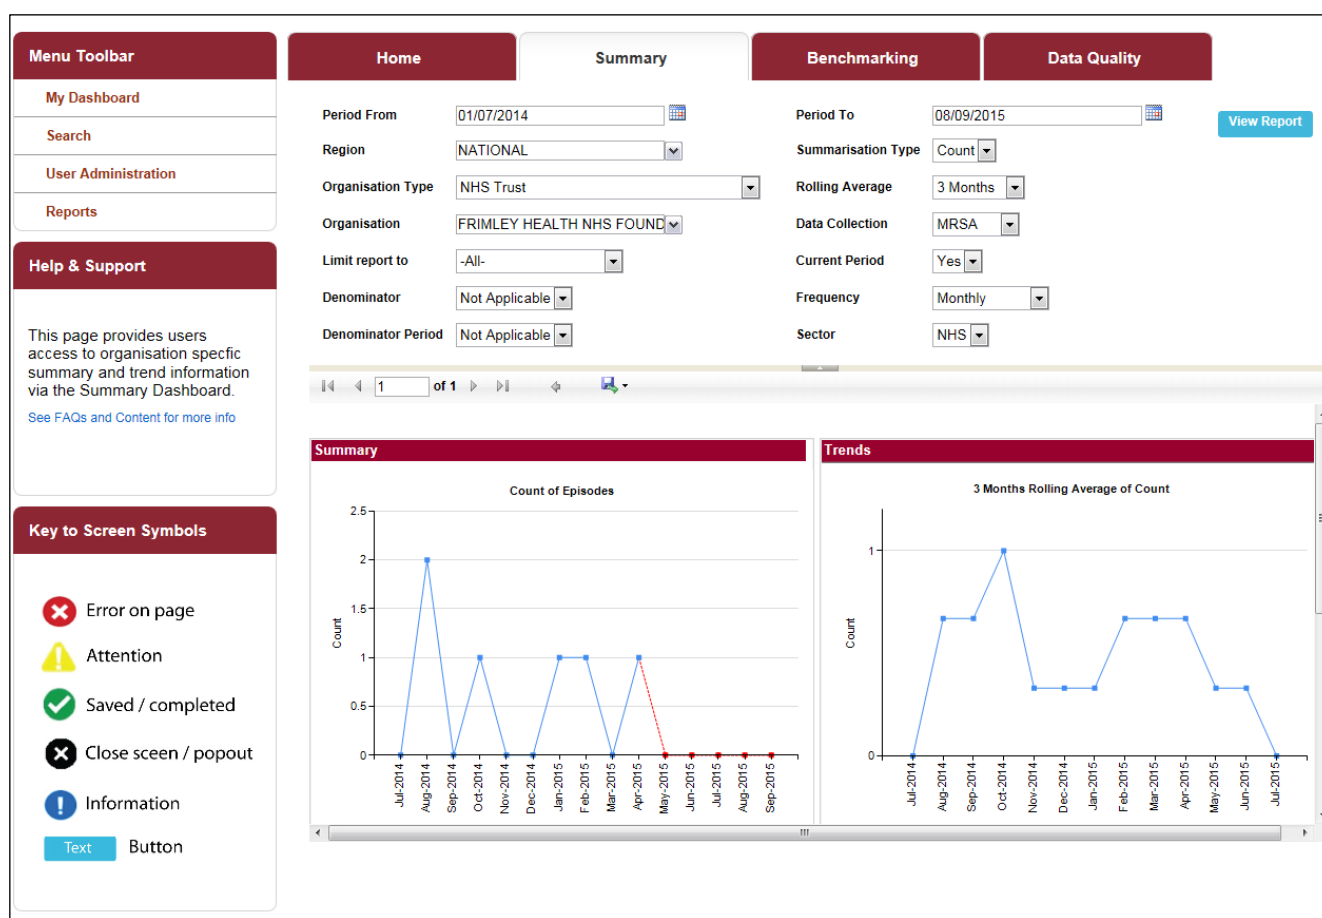 Menu Toolbar
My Dashboard
Search
User Administration
Reports
Help & Support
This page provides users
access to organisation specfic
summary and trend information
via the Summary Dashboard.
See FAQs and Content for more info
Key to Screen Symbols
Error on page
Attention
Saved / completed
Close sceen / popout
Information
Text Button
Home Summary Benchmarking Data Quality
Period From 01/07/2014 Period To 08/09/2015 View Report
Region NATIONAL Summarisation Type Count
Organisation Type NHS Trust Rolling Average 3 Months
Organisation FRIMLEY HEALTH NHS FOUND Data Collection MRSA
Limit report to -All- Current Period Yes
Denominator Not Applicable Frequency Monthly
Denominator Period Not Applicable Sector NHS
1 of 1
Summary
Count of Episodes
2.5
2
1.5
1
0.5
0
Count
Jul-2014
Aug-2014
Sep-2014
Oct-2014
Nov-2014
Dec-2014
Jan-2015
Feb-2015
Mar-2015
Apr-2015
May-2015
Jun-2015
Jul-2015
Aug-2015
Sep-2015
Trends
3 Months Rolling Average of Count
1
0
Count
Jul-2014
Aug-2014
Sep-2014
Oct-2014
Nov-2014
Dec-2014
Jan-2015
Feb-2015
Mar-2015
Apr-2015
May-2015
Jun-2015
Jul-2015